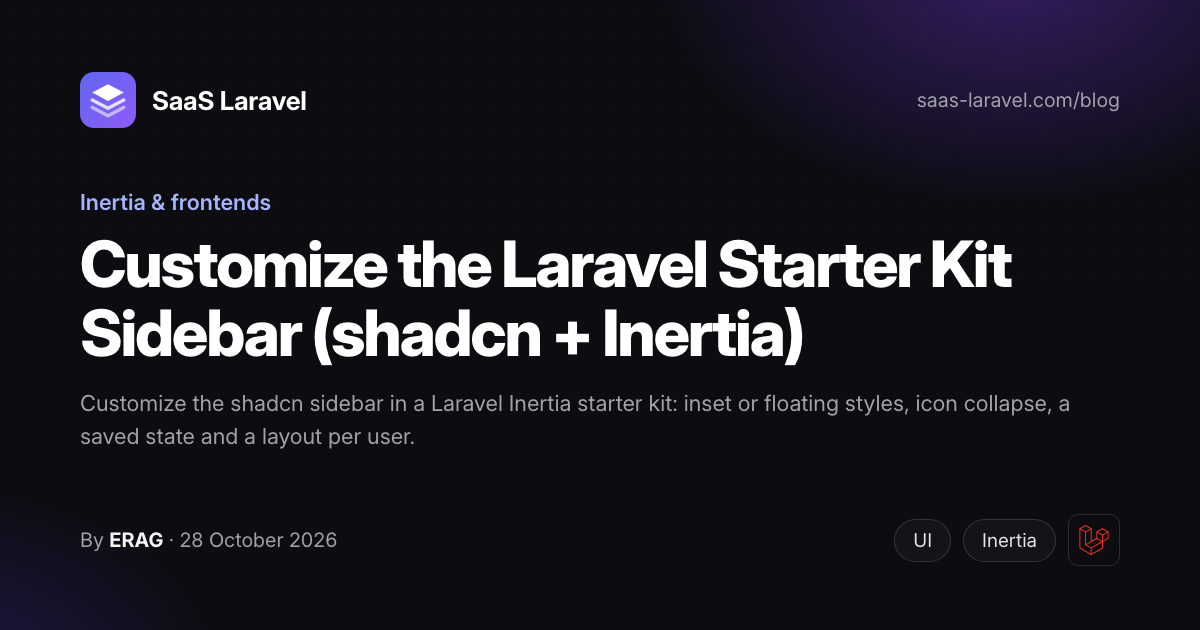 SaaS Laravel
saas-laravel.com/blog
Inertia & frontends
Customize the Laravel Starter Kit
Sidebar (shadcn + Inertia)
Customize the shadcn sidebar in a Laravel Inertia starter kit: inset or floating styles, icon collapse, a
saved state and a layout per user.
By ERAG · 28 October 2026
UI
Inertia